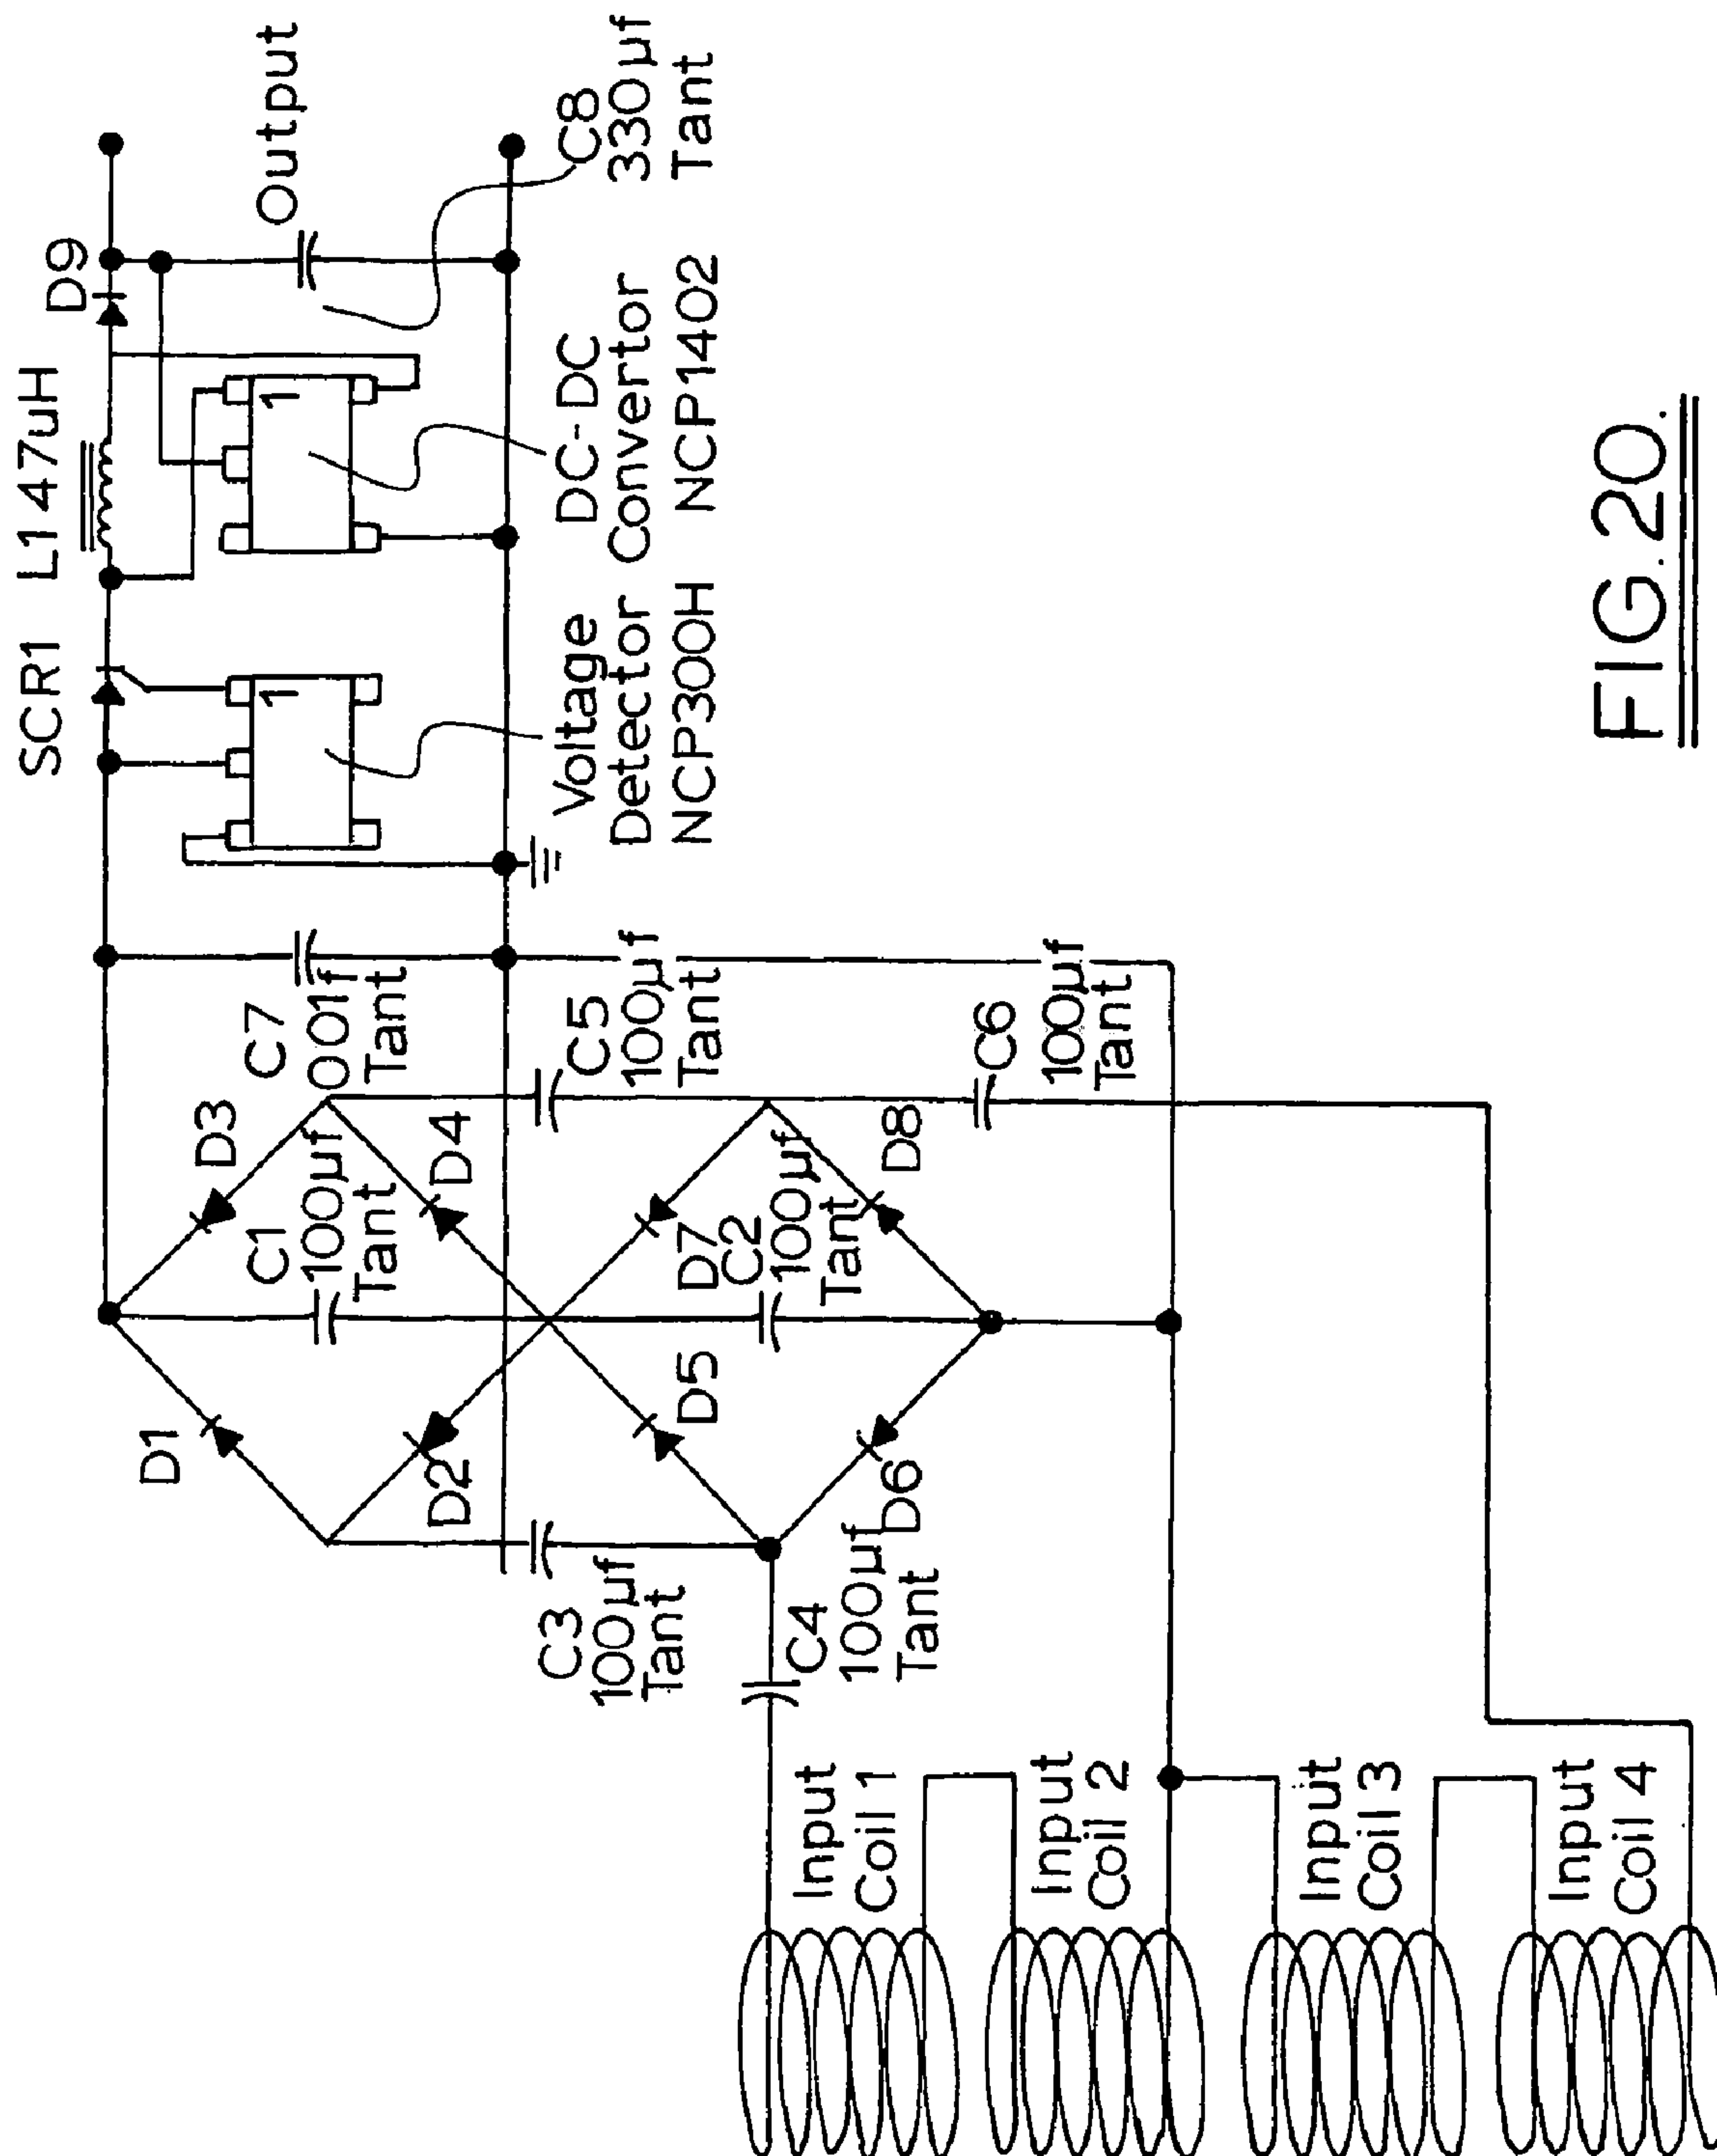 SCR1
L1 47uH
D9
Output
1
1
C8
330µf
Tant
Voltage
Detector
NCP300H
DC-DC
Convertor
NCP1402
C7
001f
Tant
D1
D3
C1
100µf
Tant
D2
D4
C5
100µf
Tant
C3
100µf
Tant
D5
D7
C2
100µf
Tant
D6
D8
C6
100µf
Tant
C4
100µf
Tant
Input
Coil 1
Input
Coil 2
Input
Coil 3
Input
Coil 4
FIG.20.